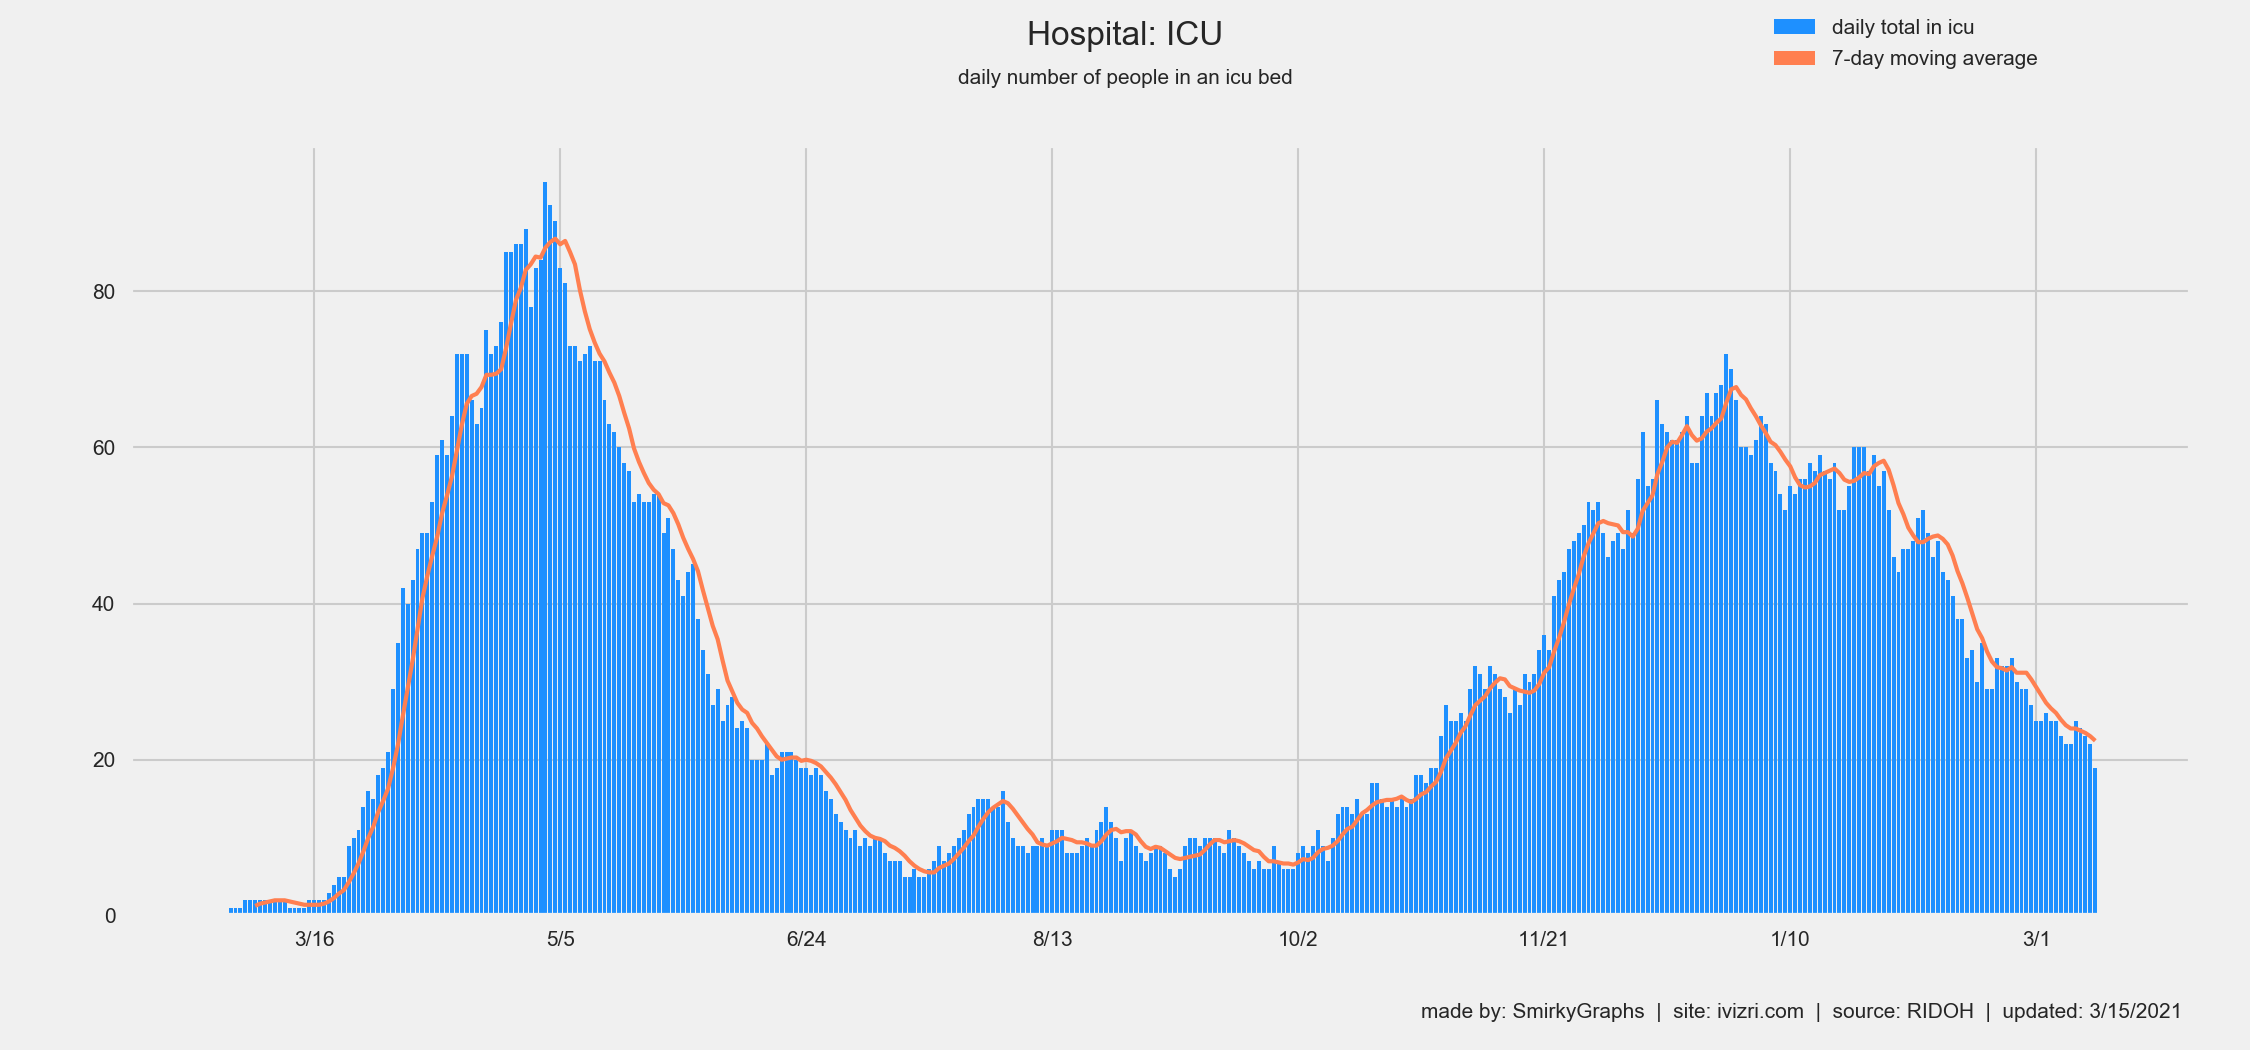 Hospital: ICU
daily number of people in an icu bed
daily total in icu
7-day moving average
80
60
40
20
0
3/16 5/5 6/24 8/13 10/2 11/21 1/10 3/1
made by: SmirkyGraphs | site: ivizri.com | source: RIDOH | updated: 3/15/2021